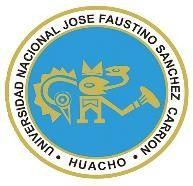 UNIVERSIDAD NACIONAL JOSE FAUSTINO SANCHEZ CARRION
• HUACHO •